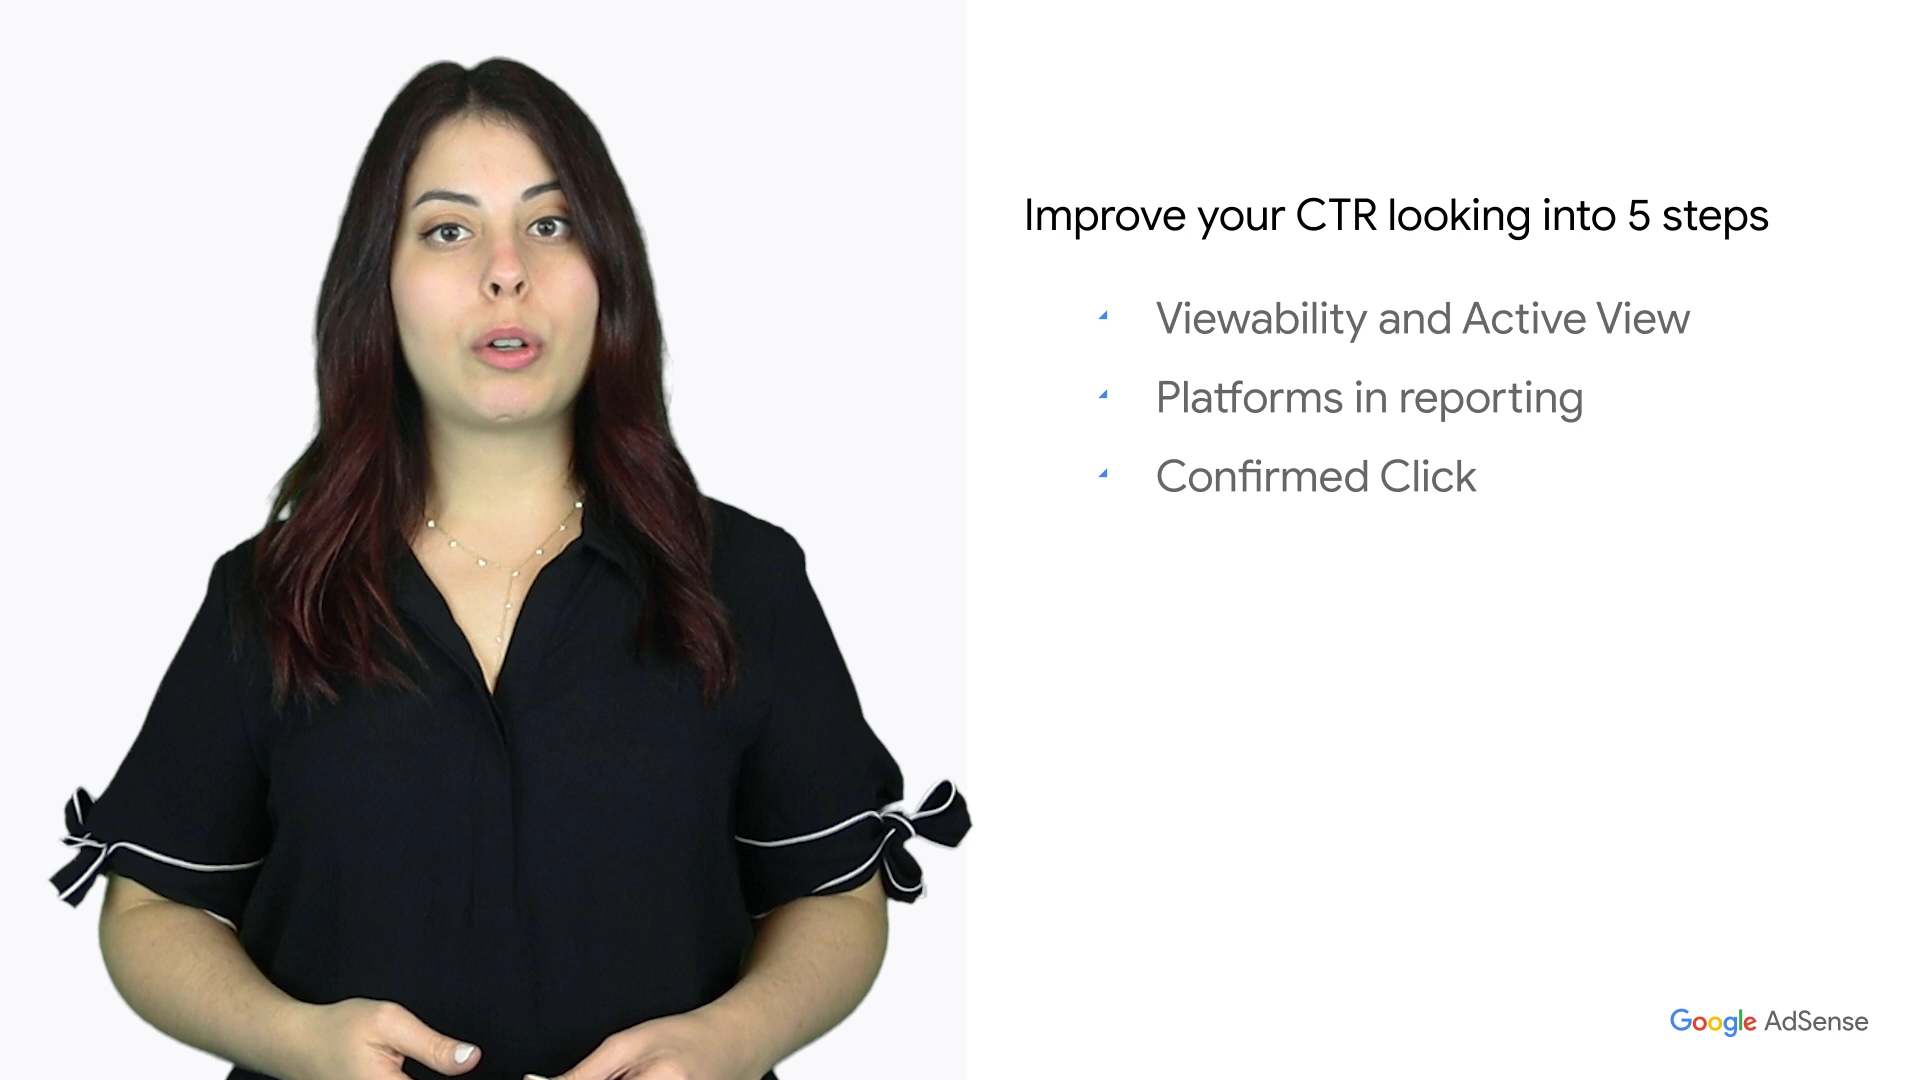 Improve your CTR looking into 5 steps
Viewability and Active View
Platforms in reporting
Confirmed Click
Google AdSense